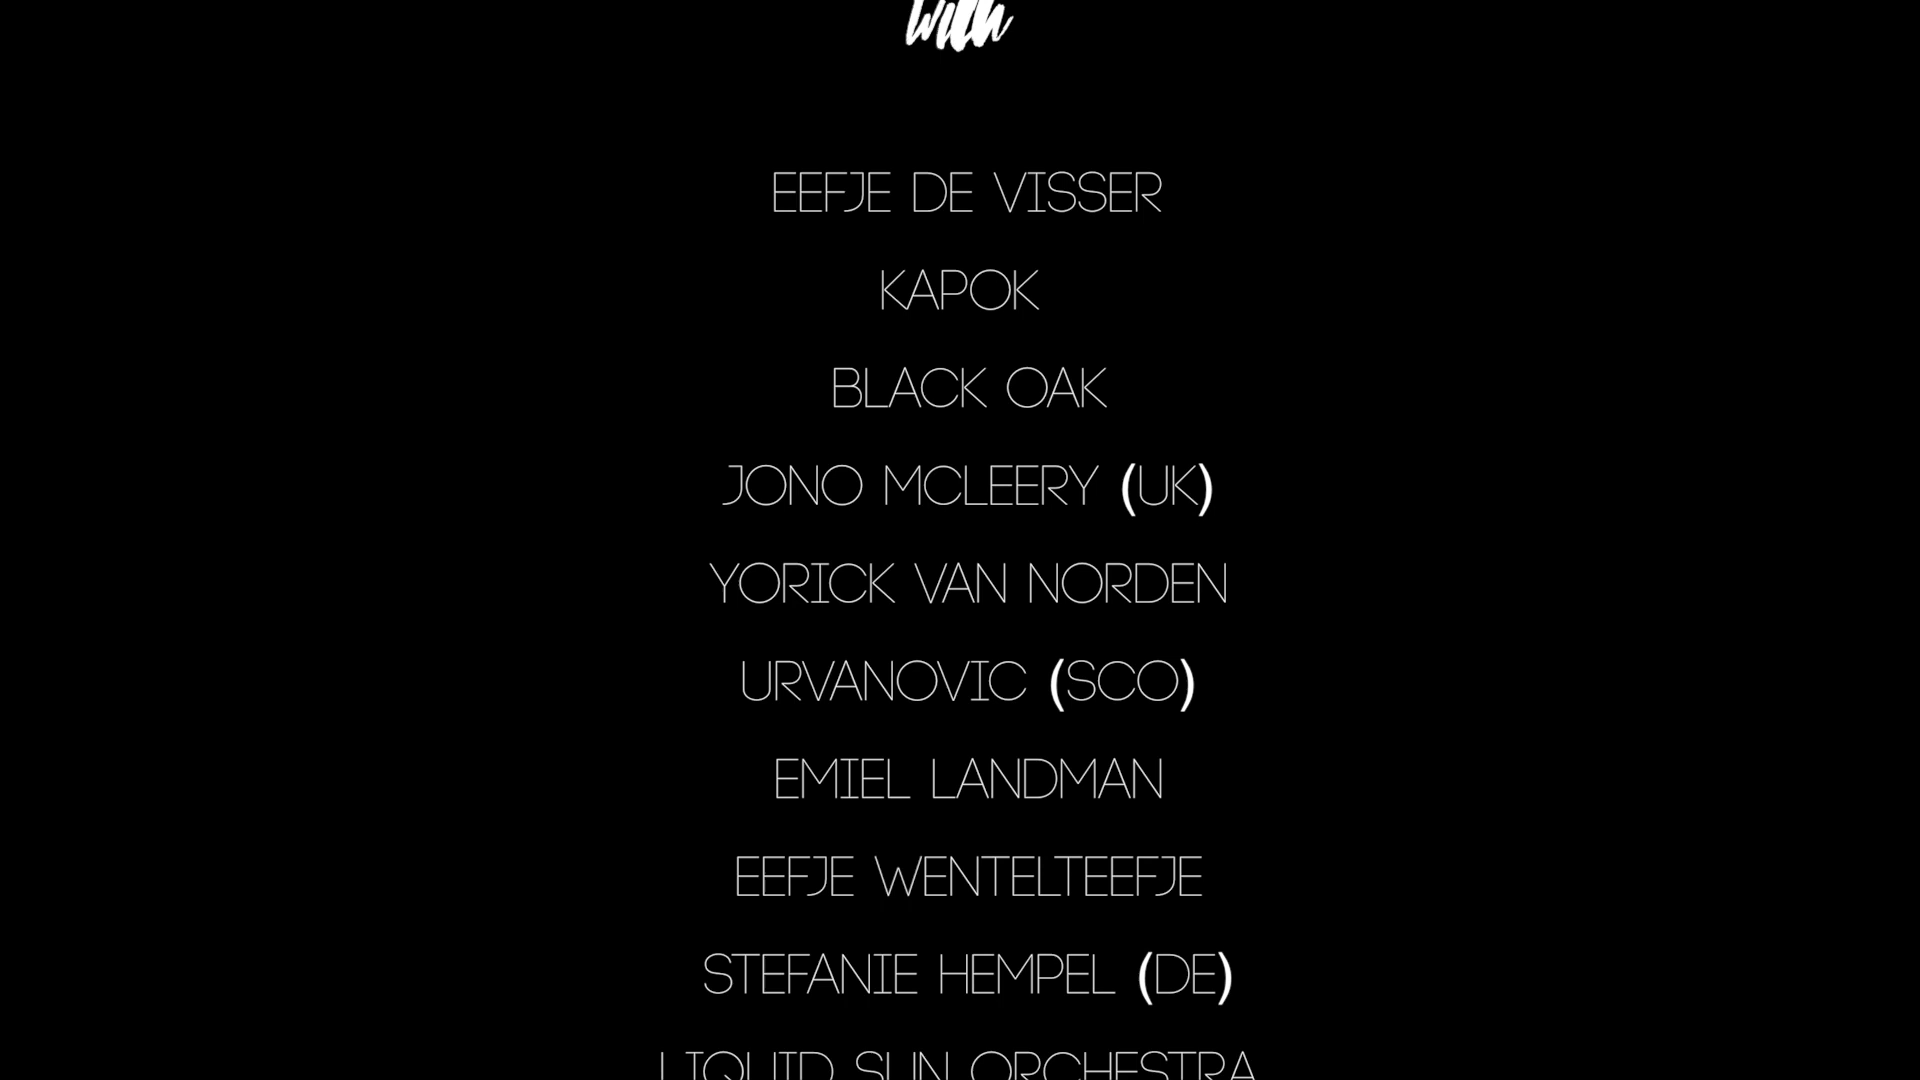 with
EEFJE DE VISSER
KAPOK
BLACK OAK
JONO MCLEERY (UK)
YORICK VAN NORDEN
URVANOVIC (SCO)
EMIEL LANDMAN
EEFJE WENTELTEEFJE
STEFANIE HEMPEL (DE)
LIQUID SUN ORCHESTRA